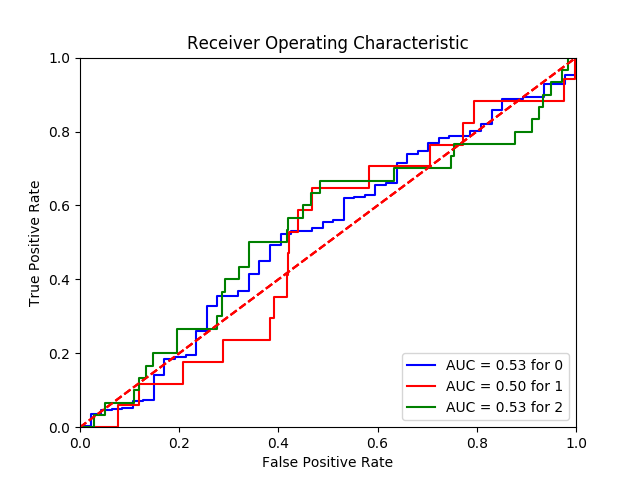 Receiver Operating Characteristic
1.0
0.8
0.6
0.4
0.2
0.0
True Positive Rate
AUC = 0.53 for 0
AUC = 0.50 for 1
AUC = 0.53 for 2
0.0 0.2 0.4 0.6 0.8 1.0
False Positive Rate